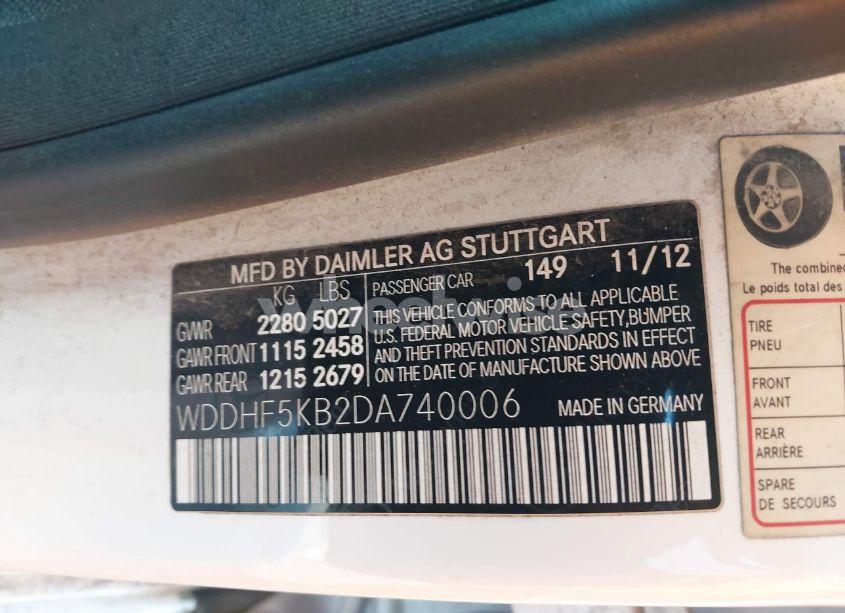 MFD BY DAIMLER AG STUTTGART
KG LBS
GVWR 2280 5027
GAWR FRONT 1115 2458
GAWR REAR 1215 2679
PASSENGER CAR 149 11/12
THIS VEHICLE CONFORMS TO ALL APPLICABLE
U.S. FEDERAL MOTOR VEHICLE SAFETY, BUMPER
AND THEFT PREVENTION STANDARDS IN EFFECT
ON THE DATE OF MANUFACTURE SHOWN ABOVE
WDDHF5KB2DA740006 MADE IN GERMANY
The combined
Le poids total des
TIRE
PNEU
FRONT
AVANT
REAR
ARRIÈRE
SPARE
DE SECOURS